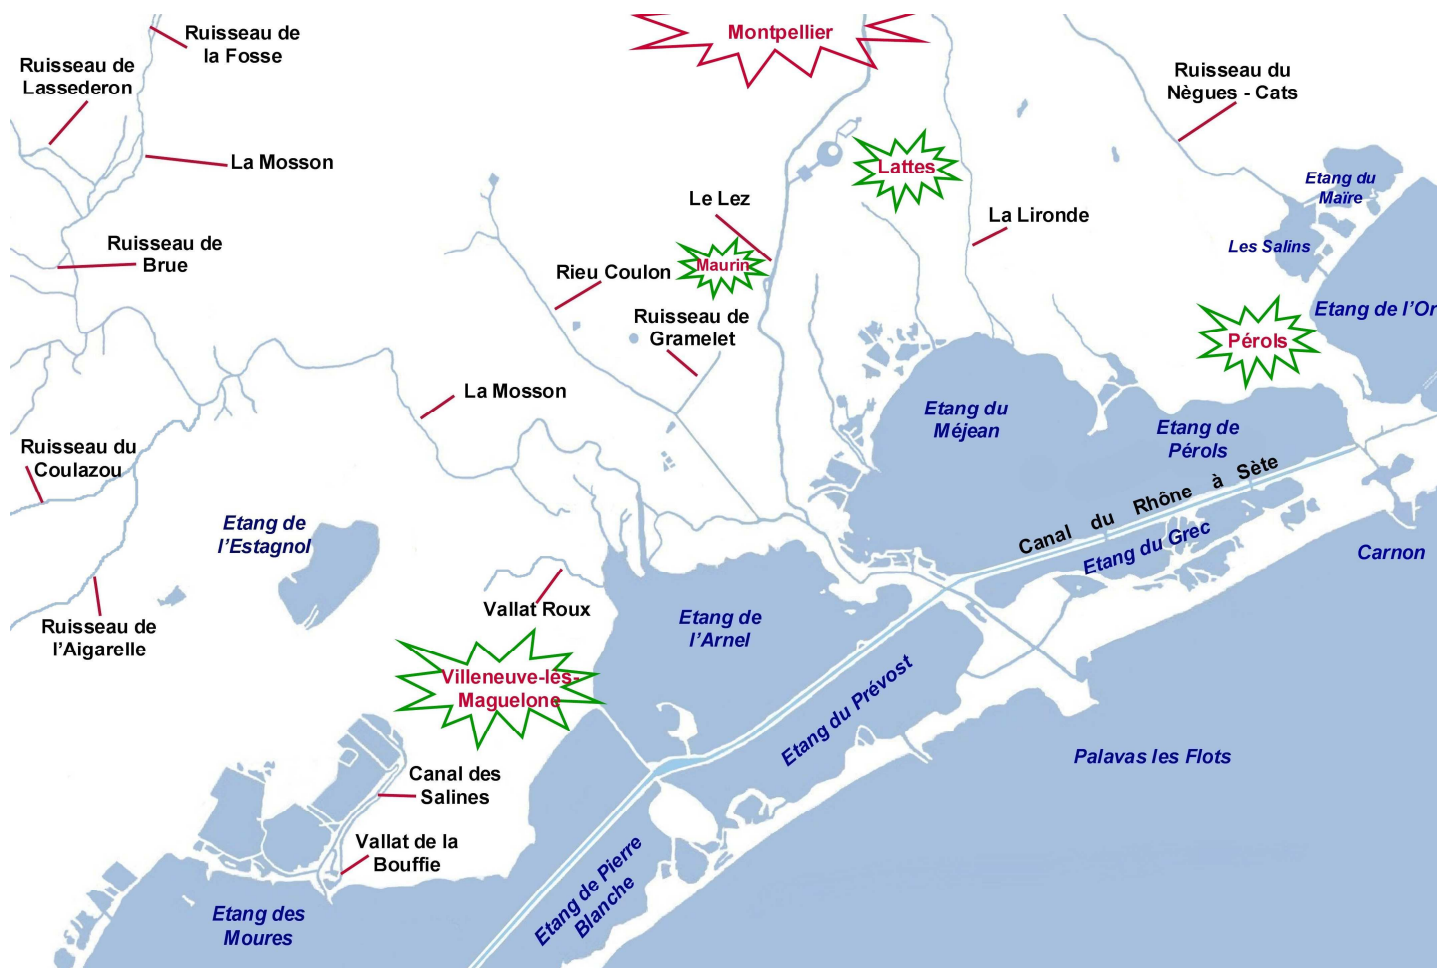 Montpellier
Ruisseau de
la Fosse
Ruisseau de
Lassederon
Ruisseau du
Nègues - Cats
La Mosson
Lattes
Etang du
Maïre
Le Lez
La Lironde
Ruisseau de
Brue
Les Salins
Rieu Coulon
Maurin
Etang de l'Or
Ruisseau de
Gramelet
Pérols
La Mosson
Etang du
Méjean
Etang de
Pérols
Ruisseau du
Coulazou
Canal du Rhône à Sète
Etang de
l'Estagnol
Etang du Grec
Carnon
Vallat Roux
Ruisseau de
l'Aigarelle
Etang de
l'Arnel
Villeneuve-lès-
Maguelone
Etang du Prévost
Palavas les Flots
Canal des
Salines
Vallat de la
Bouffie
Etang de Pierre
Blanche
Etang des
Moures